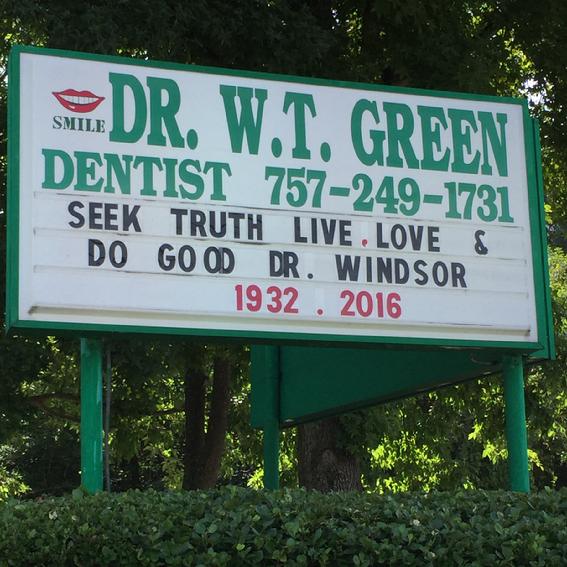 DR. W.T. GREEN
SMILE
DENTIST 757-249-1731
SEEK TRUTH LIVE.LOVE &
DO GOOD DR. WINDSOR
1932 . 2016